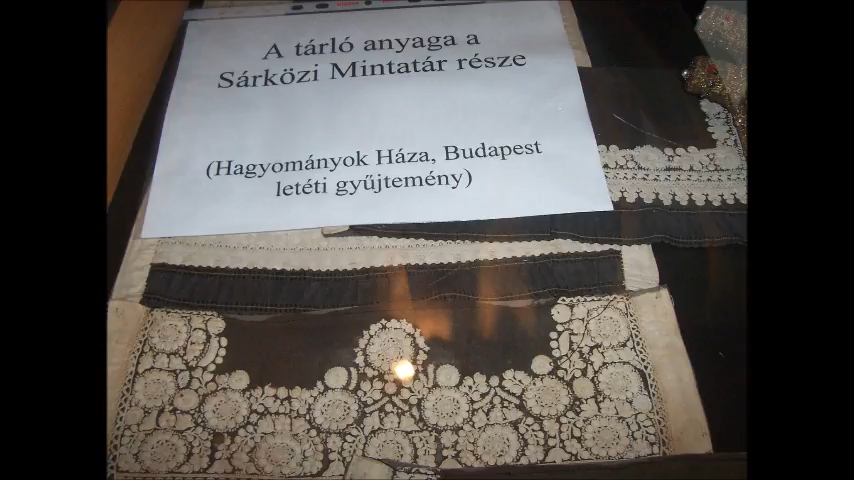 A tárló anyaga a
Sárközi Mintatár része
(Hagyományok Háza, Budapest
letéti gyűjtemény)